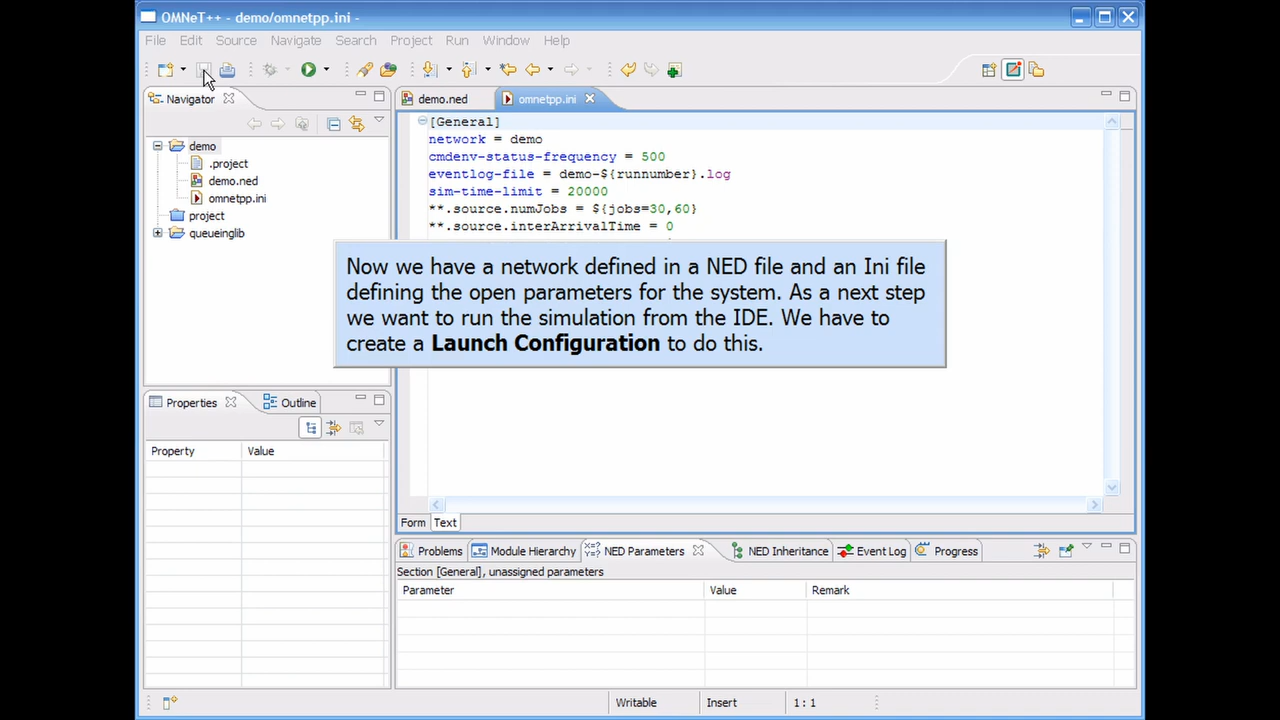 OMNeT++ - demo/omnetpp.ini -
File Edit Source Navigate Search Project Run Window Help
Navigator
demo
.project
demo.ned
omnetpp.ini
project
queueinglib
demo.ned omnetpp.ini
[General]
network = demo
cmdenv-status-frequency = 500
eventlog-file = demo-${runnumber}.log
sim-time-limit = 20000
**.source.numJobs = ${jobs=30,60}
**.source.interArrivalTime = 0
Now we have a network defined in a NED file and an Ini file
defining the open parameters for the system. As a next step
we want to run the simulation from the IDE. We have to
create a Launch Configuration to do this.
Form Text
Properties Outline
Property Value
Problems Module Hierarchy NED Parameters NED Inheritance Event Log Progress
Section [General], unassigned parameters
Parameter Value Remark
Writable Insert 1 : 1